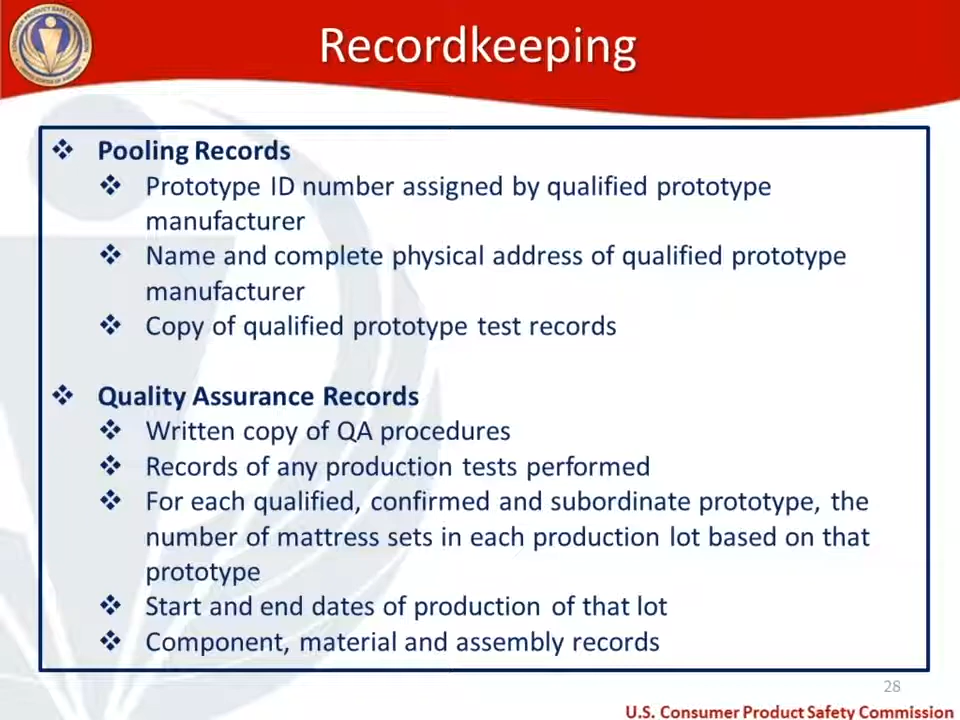 Recordkeeping
❖ Pooling Records
❖ Prototype ID number assigned by qualified prototype
manufacturer
❖ Name and complete physical address of qualified prototype
manufacturer
❖ Copy of qualified prototype test records
❖ Quality Assurance Records
❖ Written copy of QA procedures
❖ Records of any production tests performed
❖ For each qualified, confirmed and subordinate prototype, the
number of mattress sets in each production lot based on that
prototype
❖ Start and end dates of production of that lot
❖ Component, material and assembly records
28
U.S. Consumer Product Safety Commission